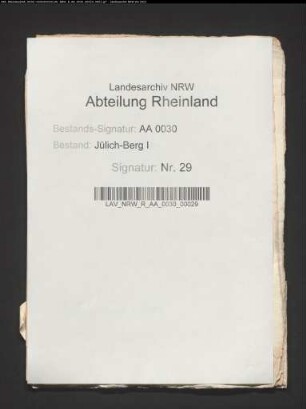 Landesarchiv NRW
Abteilung Rheinland
Bestands-Signatur: AA 0030
Bestand: Jülich-Berg I
Signatur: Nr. 29
LAV_NRW_R_AA_0030_00029